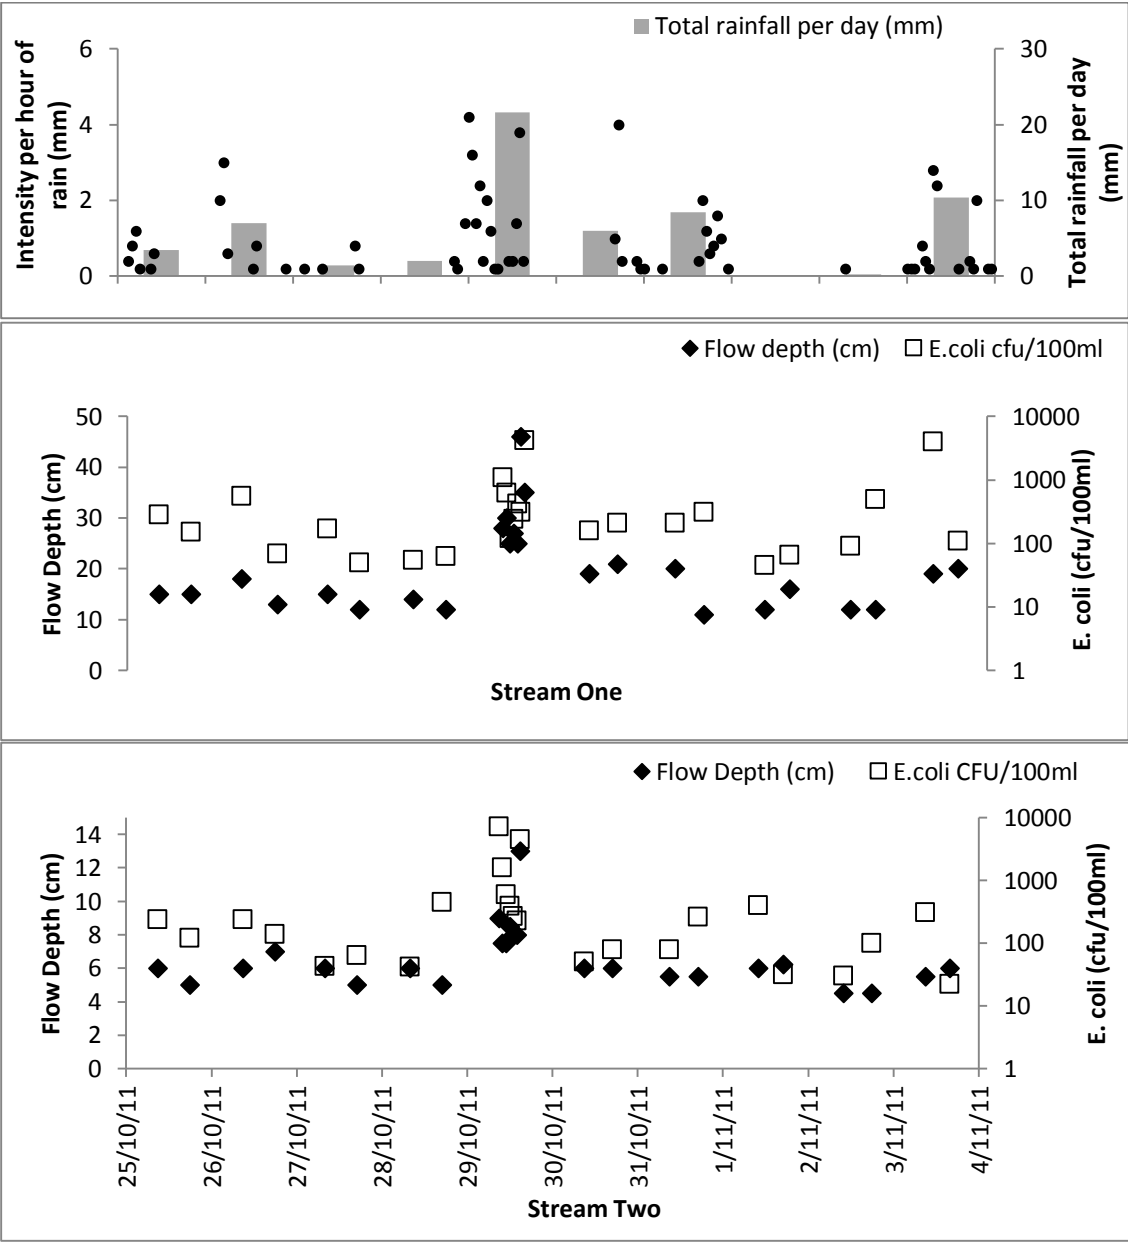 Total rainfall per day (mm)
Intensity per hour of
rain (mm)
6
4
2
0
30
20
10
0
Total rainfall per day
(mm)
Flow depth (cm)
E.coli cfu/100ml
Flow Depth (cm)
50
40
30
20
10
0
10000
1000
100
10
1
E. coli (cfu/100ml)
Stream One
Flow Depth (cm)
E.coli CFU/100ml
Flow Depth (cm)
14
12
10
8
6
4
2
0
10000
1000
100
10
1
E. coli (cfu/100ml)
25/10/11
26/10/11
27/10/11
28/10/11
29/10/11
30/10/11
31/10/11
1/11/11
2/11/11
3/11/11
4/11/11
Stream Two